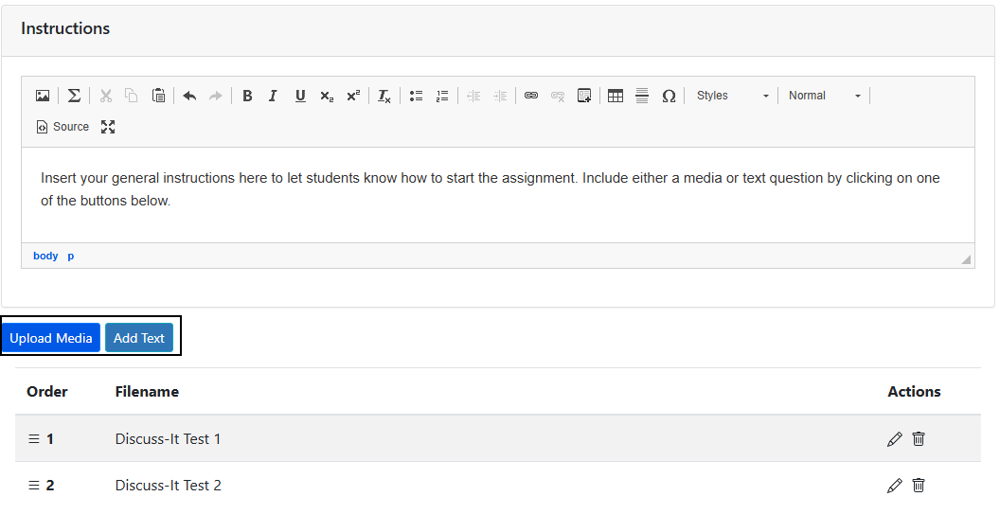 Instructions
Styles
Normal
Source
Insert your general instructions here to let students know how to start the assignment. Include either a media or text question by clicking on one
of the buttons below.
body p
Upload Media Add Text
Order Filename Actions
1 Discuss-It Test 1
2 Discuss-It Test 2